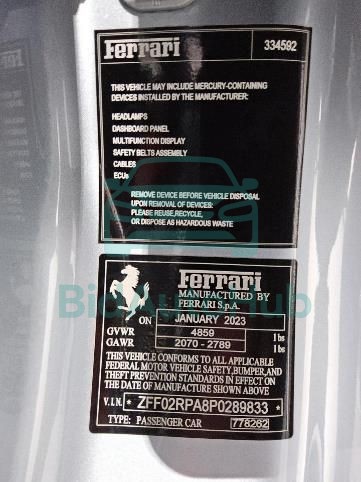 Ferrari 334592
THIS VEHICLE MAY INCLUDE MERCURY-CONTAINING
DEVICES INSTALLED BY THE MANUFACTURER:
HEADLAMPS
DASHBOARD PANEL
MULTIFUNCTION DISPLAY
SAFETY BELTS ASSEMBLY
CABLES
ECUs
REMOVE DEVICE BEFORE VEHICLE DISPOSAL
UPON REMOVAL OF DEVICES:
PLEASE REUSE,RECYCLE,
OR DISPOSE AS HAZARDOUS WASTE
Ferrari
MANUFACTURED BY
FERRARI S.p.A.
ON JANUARY 2023
GVWR 4859 lbs
GAWR 2070 - 2789 lbs
THIS VEHICLE CONFORMS TO ALL APPLICABLE
FEDERAL MOTOR VEHICLE SAFETY,BUMPER,AND
THEFT PREVENTION STANDARDS IN EFFECT ON
THE DATE OF MANUFACTURE SHOWN ABOVE
V.I.N. * ZFF02RPA8P0289833 *
TYPE: PASSENGER CAR 778262